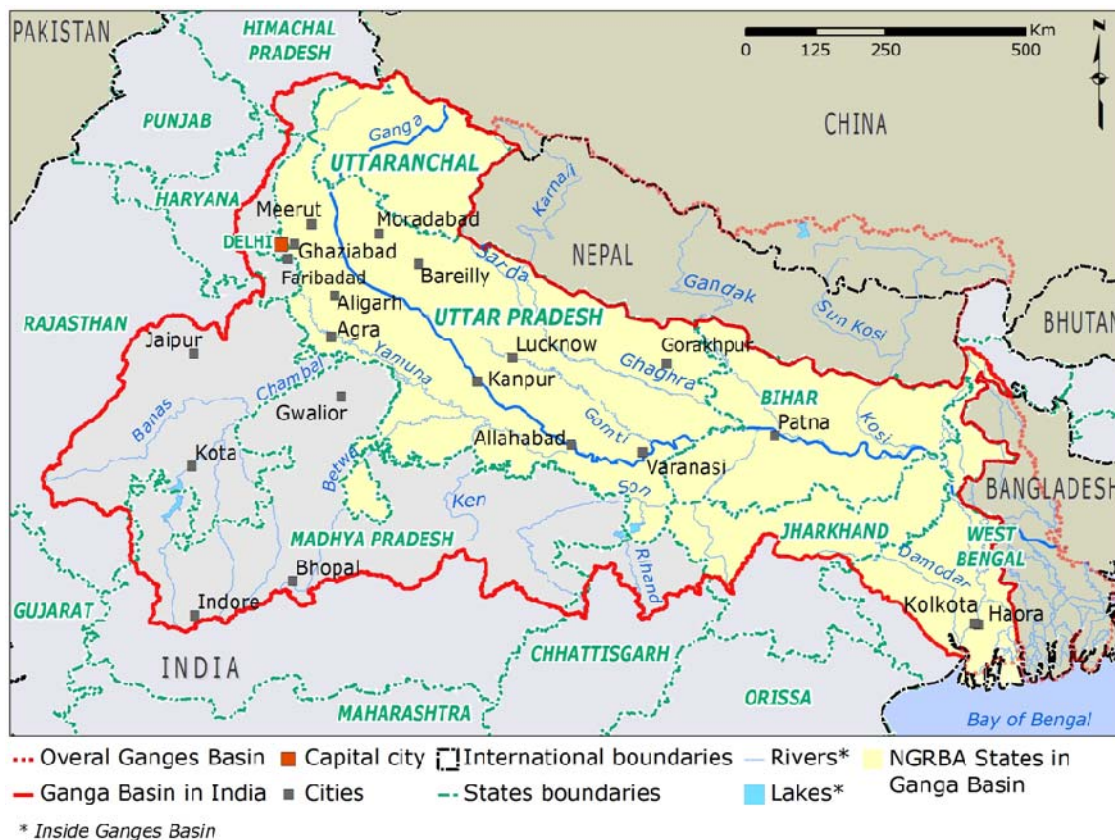 PAKISTAN
HIMACHAL
PRADESH
Km
0 125 250 500
N
PUNJAB
CHINA
Ganga
UTTARANCHAL
HARYANA
Karnali
Meerut
Moradabad
DELHI
Ghaziabad
NEPAL
Sarda
Faribadad
Bareilly
Gandak
Aligarh
RAJASTHAN
UTTAR PRADESH
Sun Kosi
BHUTAN
Agra
Jaipur
Lucknow
Gorakhpur
Yamuna
Ghaghra
Chambal
Kanpur
BIHAR
Banas
Gwalior
Patna
Kosi
Gomti
Allahabad
Kota
Varanasi
Betwa
Son
BANGLADESH
Ken
JHARKHAND
WEST
BENGAL
MADHYA PRADESH
Rihand
Damodar
Bhopal
GUJARAT
Indore
Kolkota
Haora
INDIA
CHHATTISGARH
ORISSA
MAHARASHTRA
Bay of Bengal
Overal Ganges Basin
Capital city
International boundaries
Rivers*
NGRBA States in
Ganga Basin
Ganga Basin in India
Cities
States boundaries
Lakes*
* Inside Ganges Basin